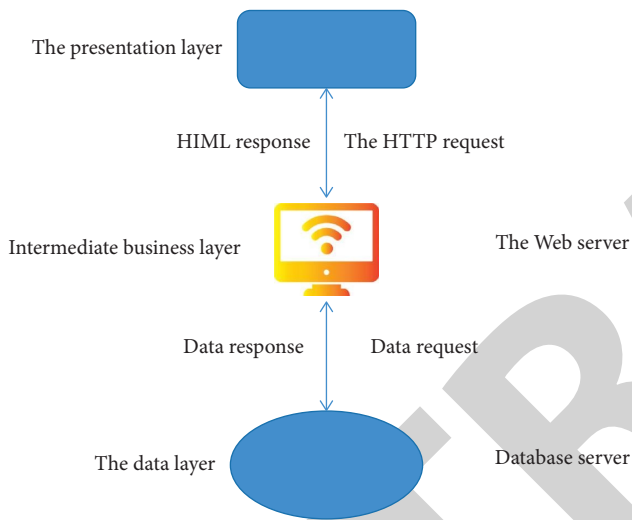 The presentation layer
HIML response
The HTTP request
Intermediate business layer
The Web server
Data response
Data request
The data layer
Database server